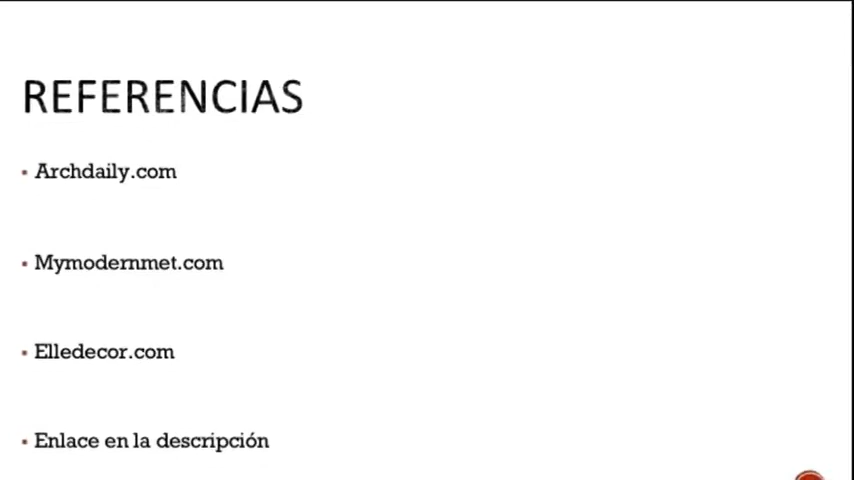 REFERENCIAS
▪ Archdaily.com
▪ Mymodernmet.com
▪ Elledecor.com
▪ Enlace en la descripción